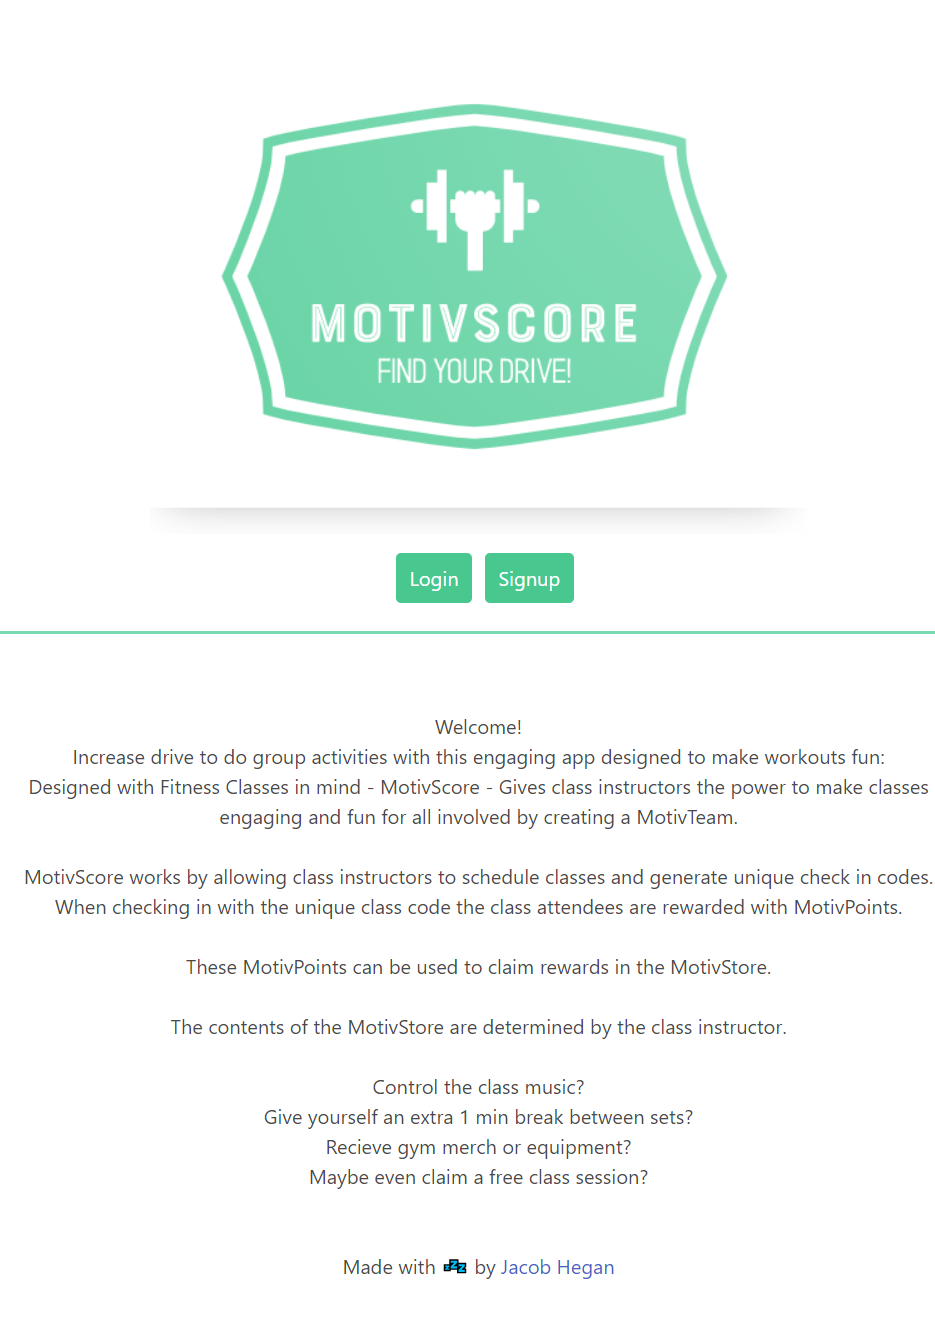 MOTIVSCORE
FIND YOUR DRIVE!
Login Signup
Welcome!
Increase drive to do group activities with this engaging app designed to make workouts fun:
Designed with Fitness Classes in mind - MotivScore - Gives class instructors the power to make classes
engaging and fun for all involved by creating a MotivTeam.
MotivScore works by allowing class instructors to schedule classes and generate unique check in codes.
When checking in with the unique class code the class attendees are rewarded with MotivPoints.
These MotivPoints can be used to claim rewards in the MotivStore.
The contents of the MotivStore are determined by the class instructor.
Control the class music?
Give yourself an extra 1 min break between sets?
Recieve gym merch or equipment?
Maybe even claim a free class session?
Made with 💤 by Jacob Hegan